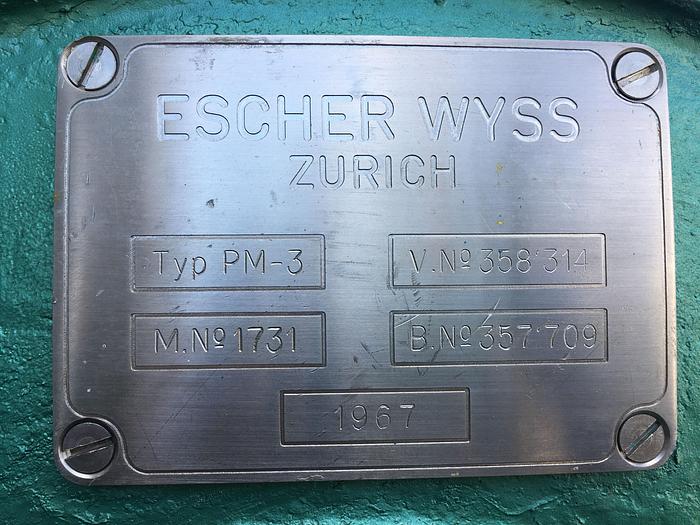 ESCHER WYSS
ZURICH
Typ PM-3 V.Nº 358'314
M.Nº 1731 B.Nº 357'709
1967